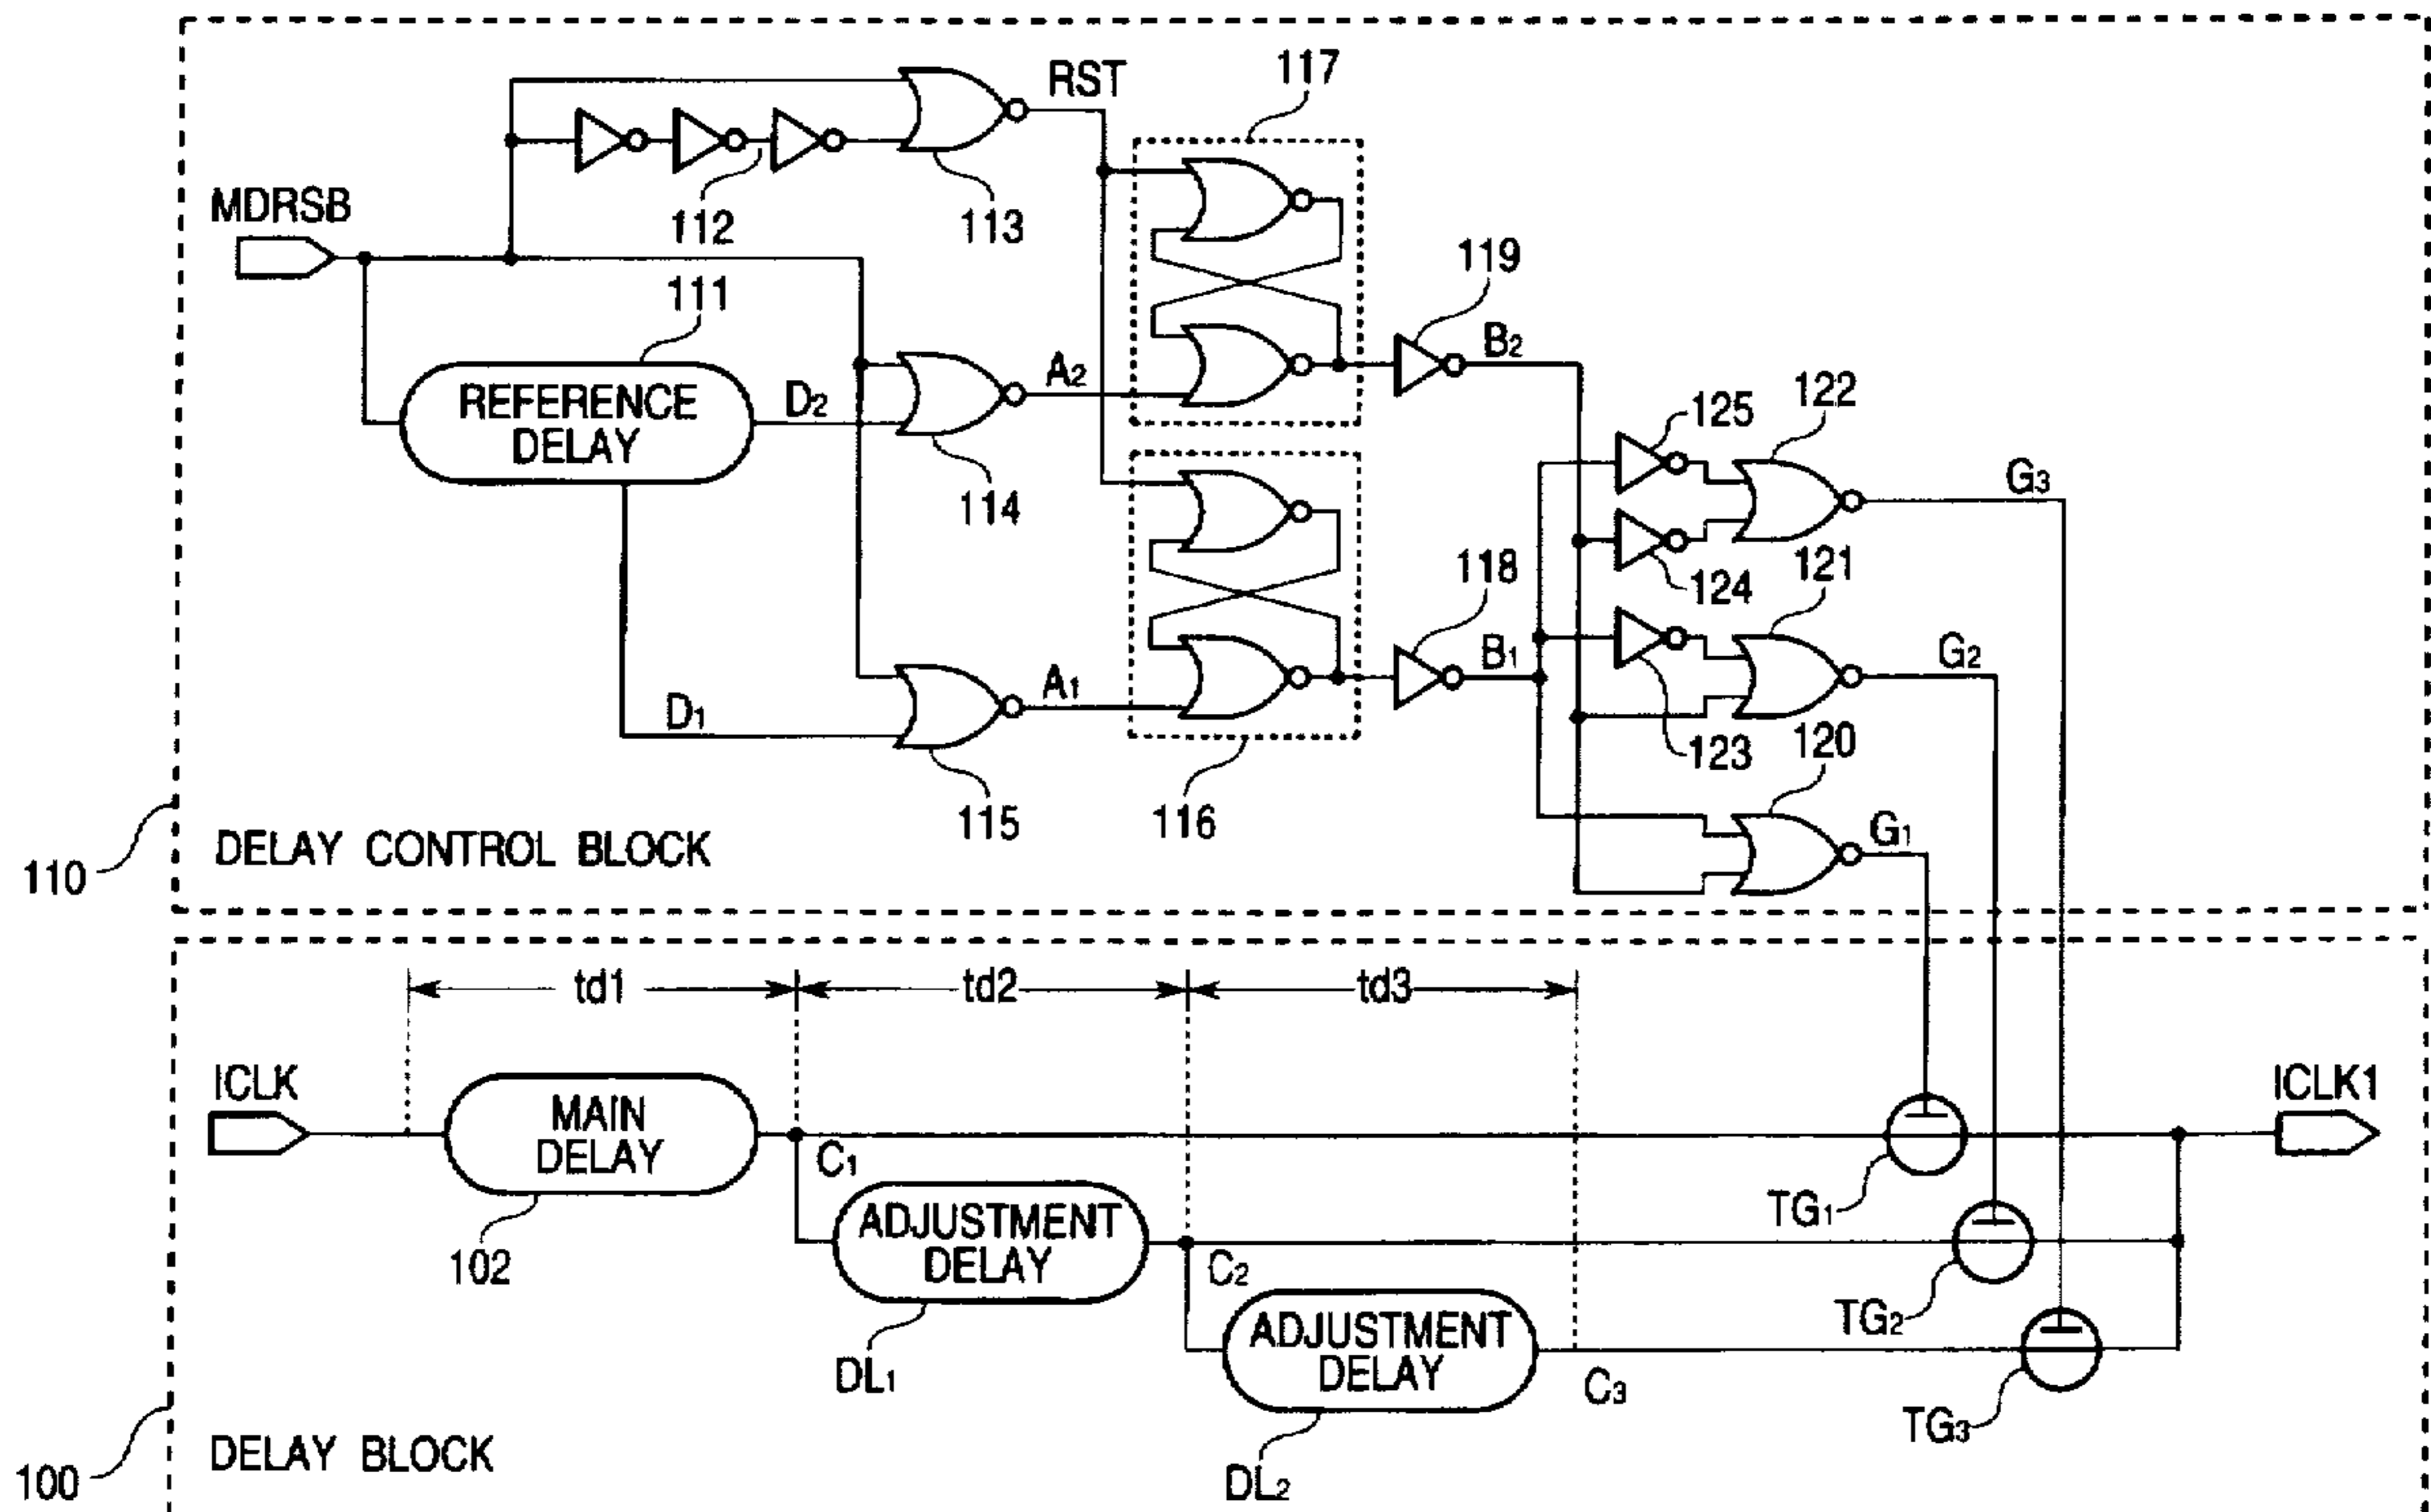 RST
117
MDRSB
112
113
111
119
REFERENCE
DELAY
D2
A2
B2
125
122
114
G3
118
124
121
B1
G2
D1
A1
123
120
115
116
G1
110
DELAY CONTROL BLOCK
td1
td2
td3
ICLK
MAIN
DELAY
ICLK1
C1
102
ADJUSTMENT
DELAY
TG1
C2
DL1
ADJUSTMENT
DELAY
TG2
C3
TG3
100
DELAY BLOCK
DL2